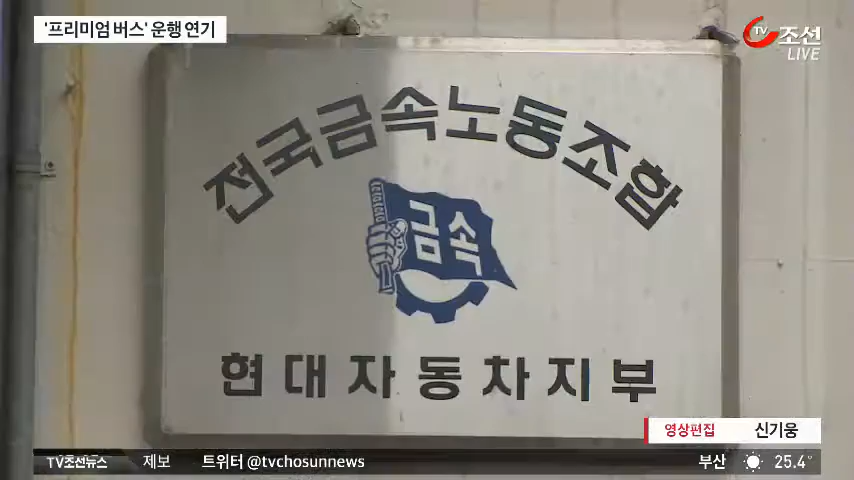 '프리미엄 버스' 운행 연기
TV조선
LIVE
전국금속노동조합
금속
현대자동차지부
영상편집 신기웅
TV조선뉴스 제보 트위터 @tvchosunnews 부산 25.4°